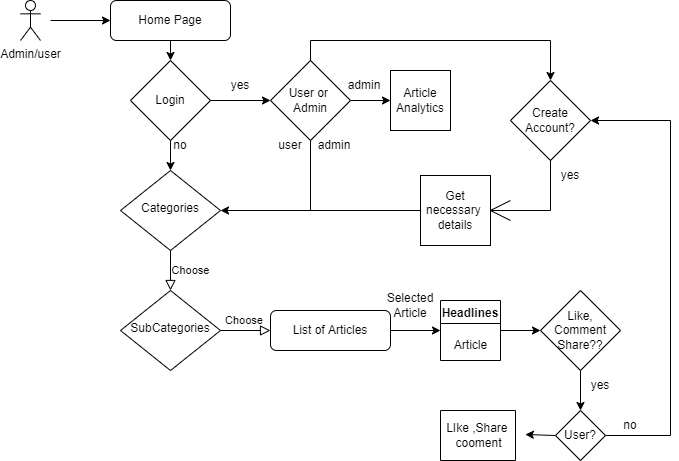 Home Page
Admin/user
Login
yes
User or
Admin
admin
Article
Analytics
Create
Account?
no
user
admin
yes
Categories
Get
necessary
details
Choose
SubCategories
Choose
List of Articles
Selected
Article
Headlines
Article
Like,
Comment
Share??
yes
LIke ,Share
cooment
User?
no